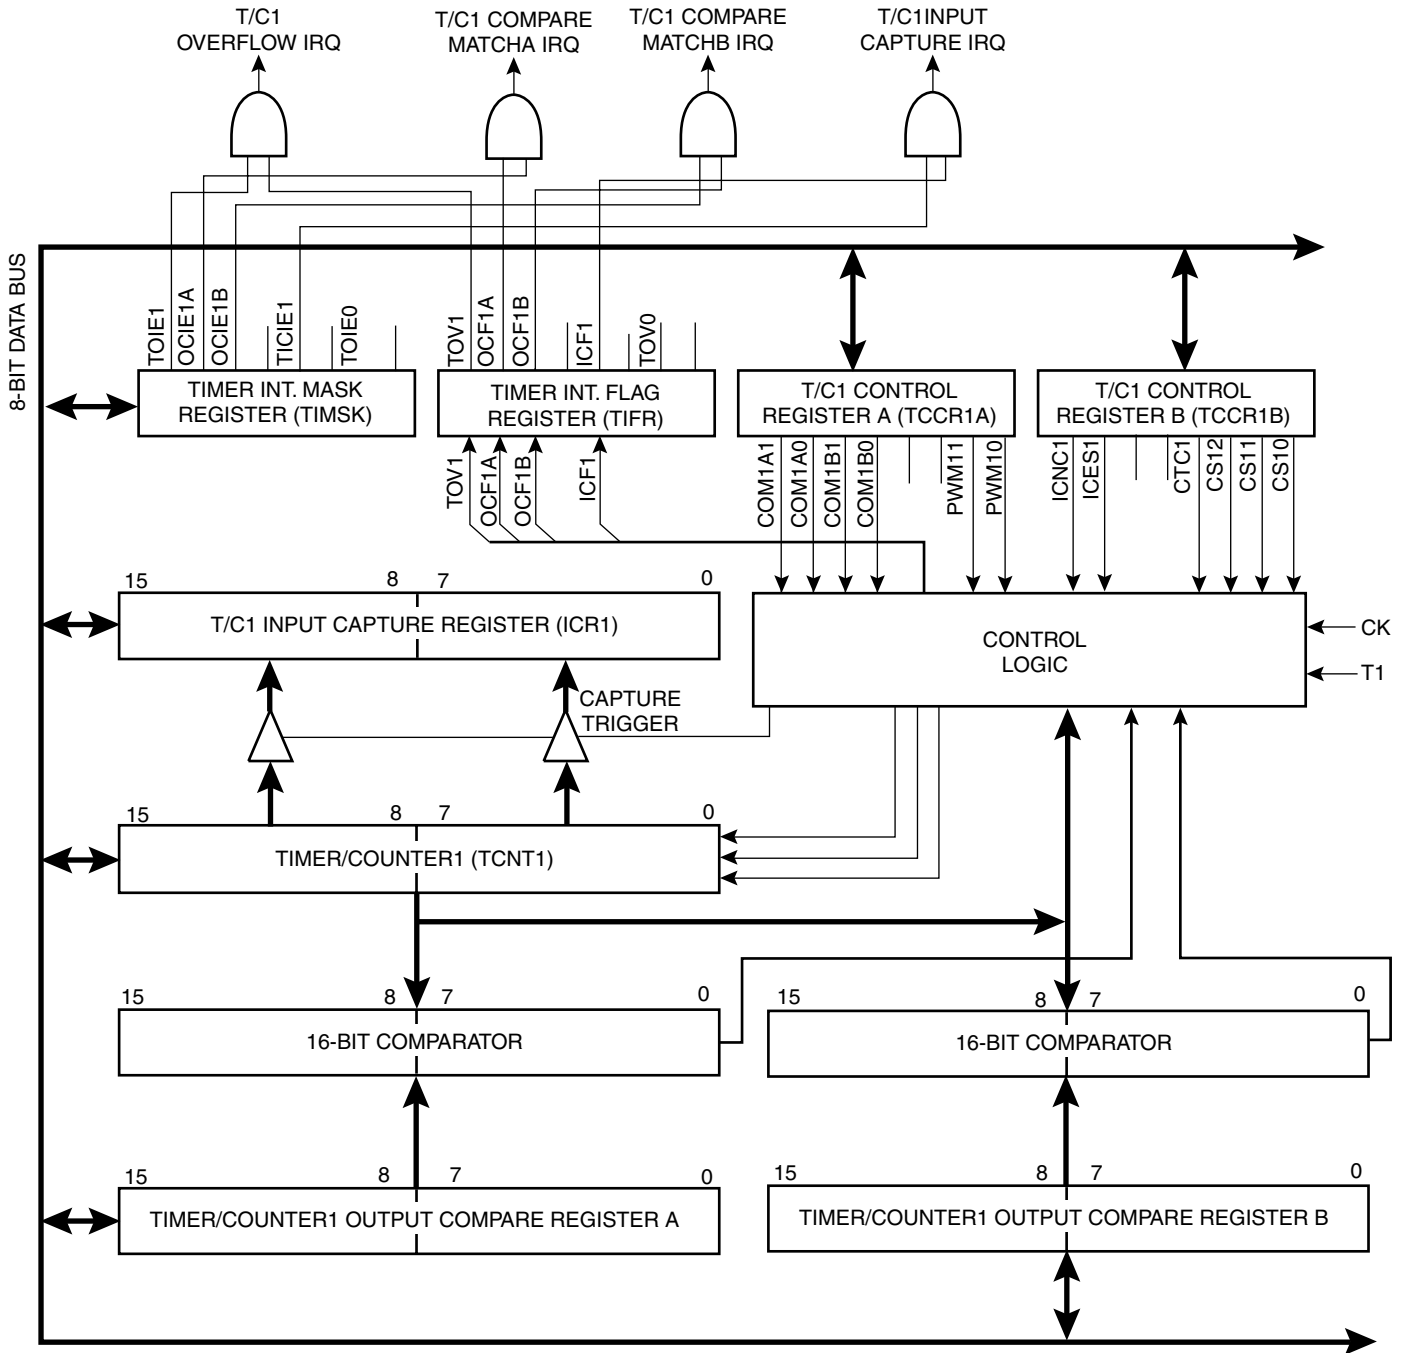 T/C1
OVERFLOW IRQ
T/C1 COMPARE
MATCHA IRQ
T/C1 COMPARE
MATCHB IRQ
T/C1INPUT
CAPTURE IRQ
8-BIT DATA BUS
TOIE1
OCIE1A
OCIE1B
TICIE1
TOIE0
TOV1
OCF1A
OCF1B
ICF1
TOV0
TIMER INT. MASK
REGISTER (TIMSK)
TIMER INT. FLAG
REGISTER (TIFR)
T/C1 CONTROL
REGISTER A (TCCR1A)
T/C1 CONTROL
REGISTER B (TCCR1B)
TOV1
OCF1A
OCF1B
ICF1
COM1A1
COM1A0
COM1B1
COM1B0
PWM11
PWM10
ICNC1
ICES1
CTC1
CS12
CS11
CS10
15 8 7 0
T/C1 INPUT CAPTURE REGISTER (ICR1)
CONTROL
LOGIC
CK
T1
CAPTURE
TRIGGER
15 8 7 0
TIMER/COUNTER1 (TCNT1)
15 8 7 0
16-BIT COMPARATOR
15 8 7 0
16-BIT COMPARATOR
15 8 7 0
TIMER/COUNTER1 OUTPUT COMPARE REGISTER A
15 8 7 0
TIMER/COUNTER1 OUTPUT COMPARE REGISTER B